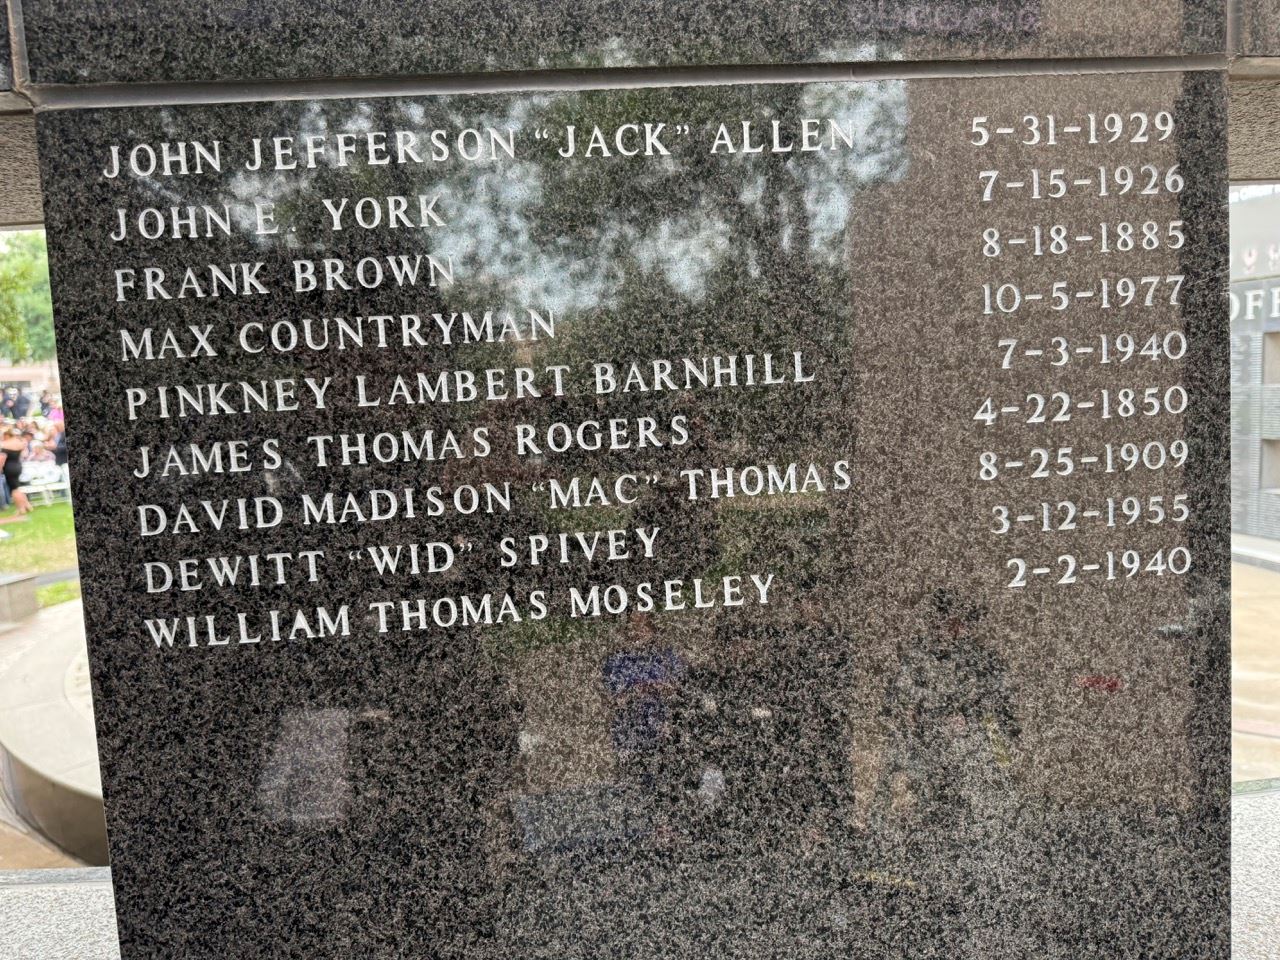 JOHN JEFFERSON “JACK” ALLEN 5-31-1929
JOHN E. YORK 7-15-1926
FRANK BROWN 8-18-1885
MAX COUNTRYMAN 10-5-1977
PINKNEY LAMBERT BARNHILL 7-3-1940
JAMES THOMAS ROGERS 4-22-1850
DAVID MADISON “MAC” THOMAS 8-25-1909
DEWITT “WID” SPIVEY 3-12-1955
WILLIAM THOMAS MOSELEY 2-2-1940